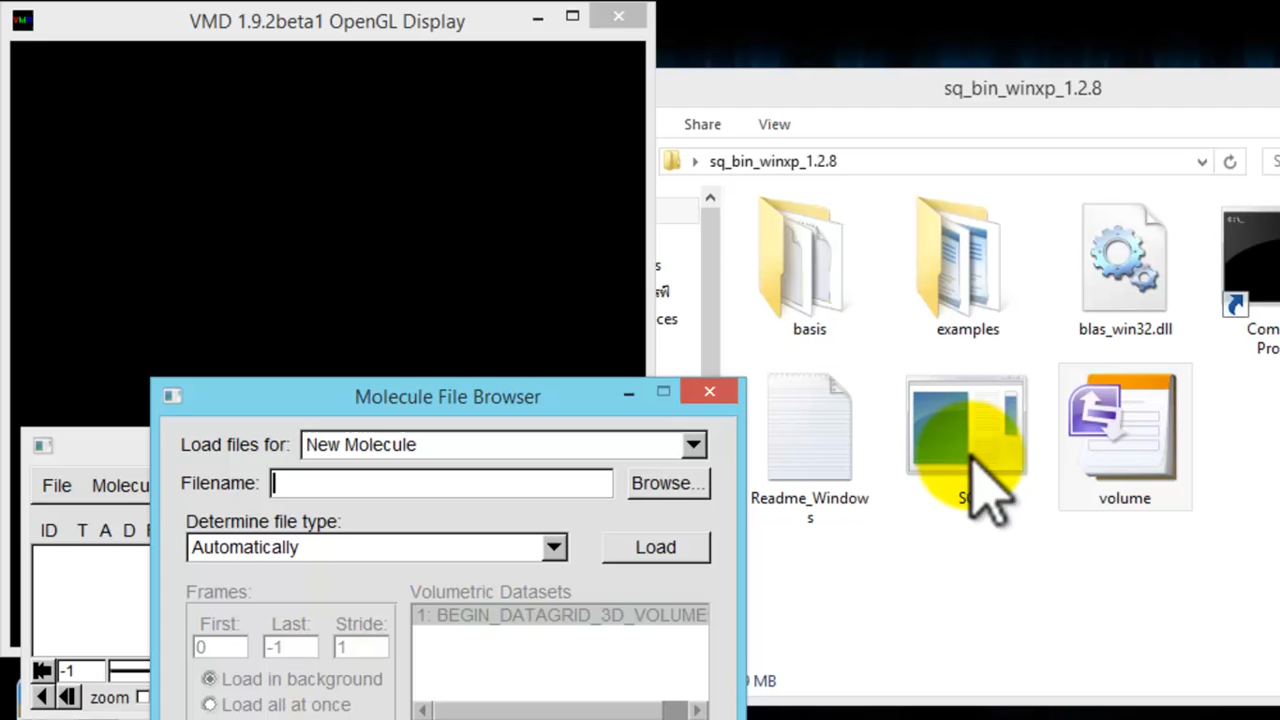 VMD 1.9.2beta1 OpenGL Display
sq_bin_winxp_1.2.8
Share View
sq_bin_winxp_1.2.8
basis
examples
blas_win32.dll
Com
Pro
Readme_Window
s
volume
MB
Molecule File Browser
Load files for: New Molecule
Filename: Browse...
Determine file type:
Automatically
Load
Frames:
First: Last: Stride:
0 -1 1
Load in background
Load all at once
Volumetric Datasets
1: BEGIN_DATAGRID_3D_VOLUME
File Molecu
ID T A D F
-1
zoom